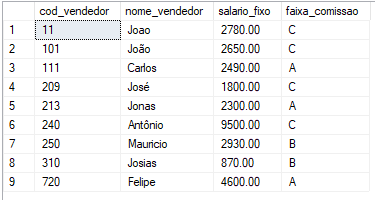 cod_vendedor nome_vendedor salario_fixo faixa_comissao
1 11 Joao 2780.00 C
2 101 João 2650.00 C
3 111 Carlos 2490.00 A
4 209 José 1800.00 C
5 213 Jonas 2300.00 A
6 240 Antônio 9500.00 C
7 250 Mauricio 2930.00 B
8 310 Josias 870.00 B
9 720 Felipe 4600.00 A